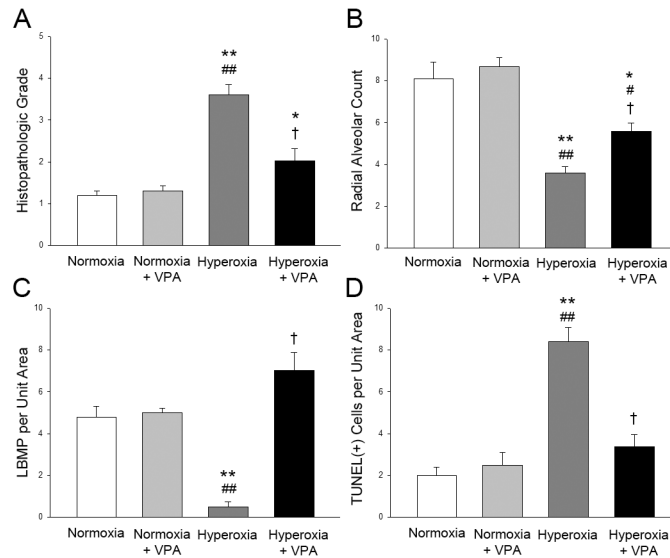 A
Histopathologic Grade
5
4
3
2
1
0
**
##
*
†
Normoxia
Normoxia
+ VPA
Hyperoxia
Hyperoxia
+ VPA
B
Radial Alveolar Count
10
8
6
4
2
0
**
##
*
#
†
Normoxia
Normoxia
+ VPA
Hyperoxia
Hyperoxia
+ VPA
C
LBMP per Unit Area
10
8
6
4
2
0
**
##
†
Normoxia
Normoxia
+ VPA
Hyperoxia
Hyperoxia
+ VPA
D
TUNEL(+) Cells per Unit Area
10
8
6
4
2
0
**
##
†
Normoxia
Normoxia
+ VPA
Hyperoxia
Hyperoxia
+ VPA